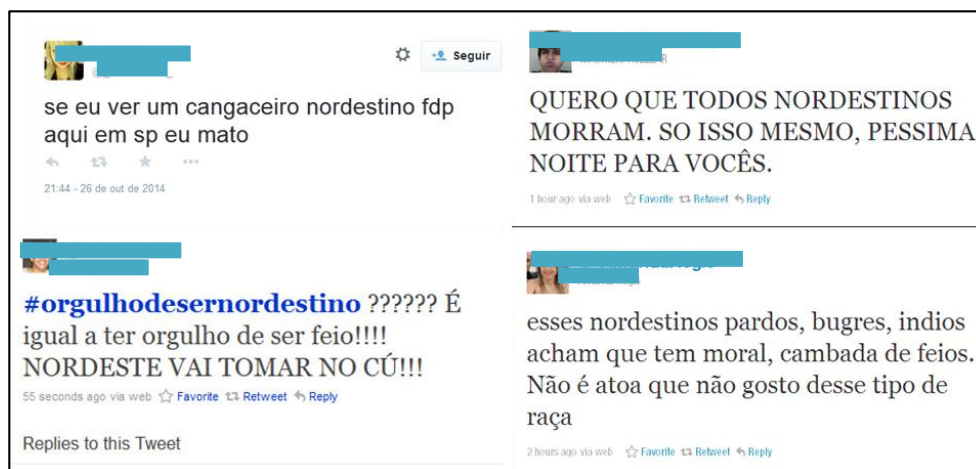 Seguir
se eu ver um cangaceiro nordestino fdp
aqui em sp eu mato
21:44 - 26 de out de 2014
QUERO QUE TODOS NORDESTINOS
MORRAM. SO ISSO MESMO, PESSIMA
NOITE PARA VOCÊS.
1 hour ago via web Favorite Retweet Reply
#orgulhodesernordestino ?????? É
igual a ter orgulho de ser feio!!!!
NORDESTE VAI TOMAR NO CÚ!!!
55 seconds ago via web Favorite Retweet Reply
Replies to this Tweet
esses nordestinos pardos, bugres, indios
acham que tem moral, cambada de feios.
Não é atoa que não gosto desse tipo de
raça
2 hours ago via web Favorite Retweet Reply